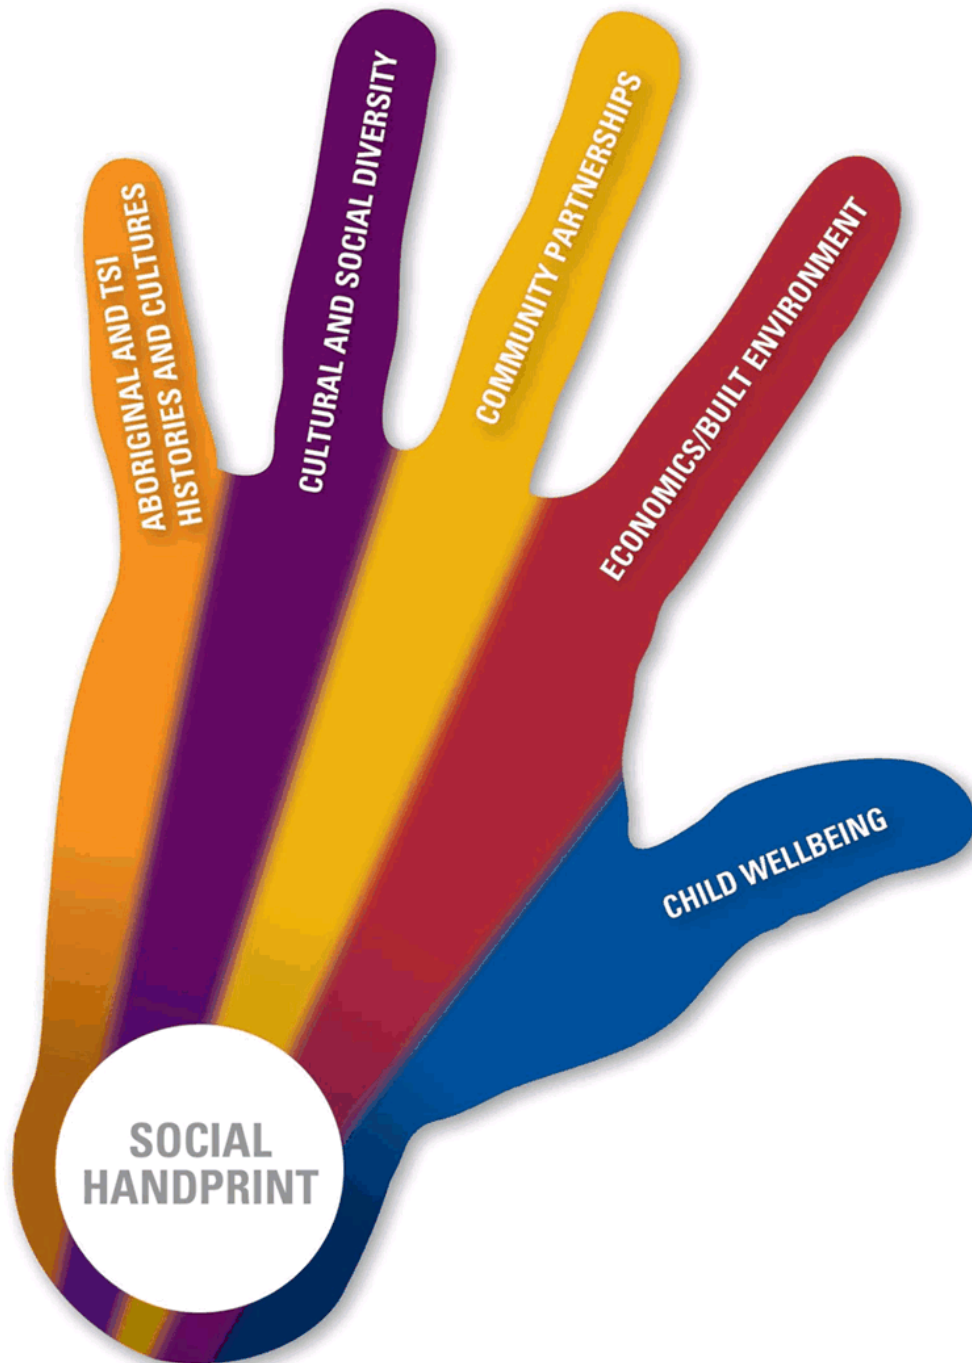 ABORIGINAL AND TSI
HISTORIES AND CULTURES
CULTURAL AND SOCIAL DIVERSITY
COMMUNITY PARTNERSHIPS
ECONOMICS/BUILT ENVIRONMENT
CHILD WELLBEING
SOCIAL
HANDPRINT